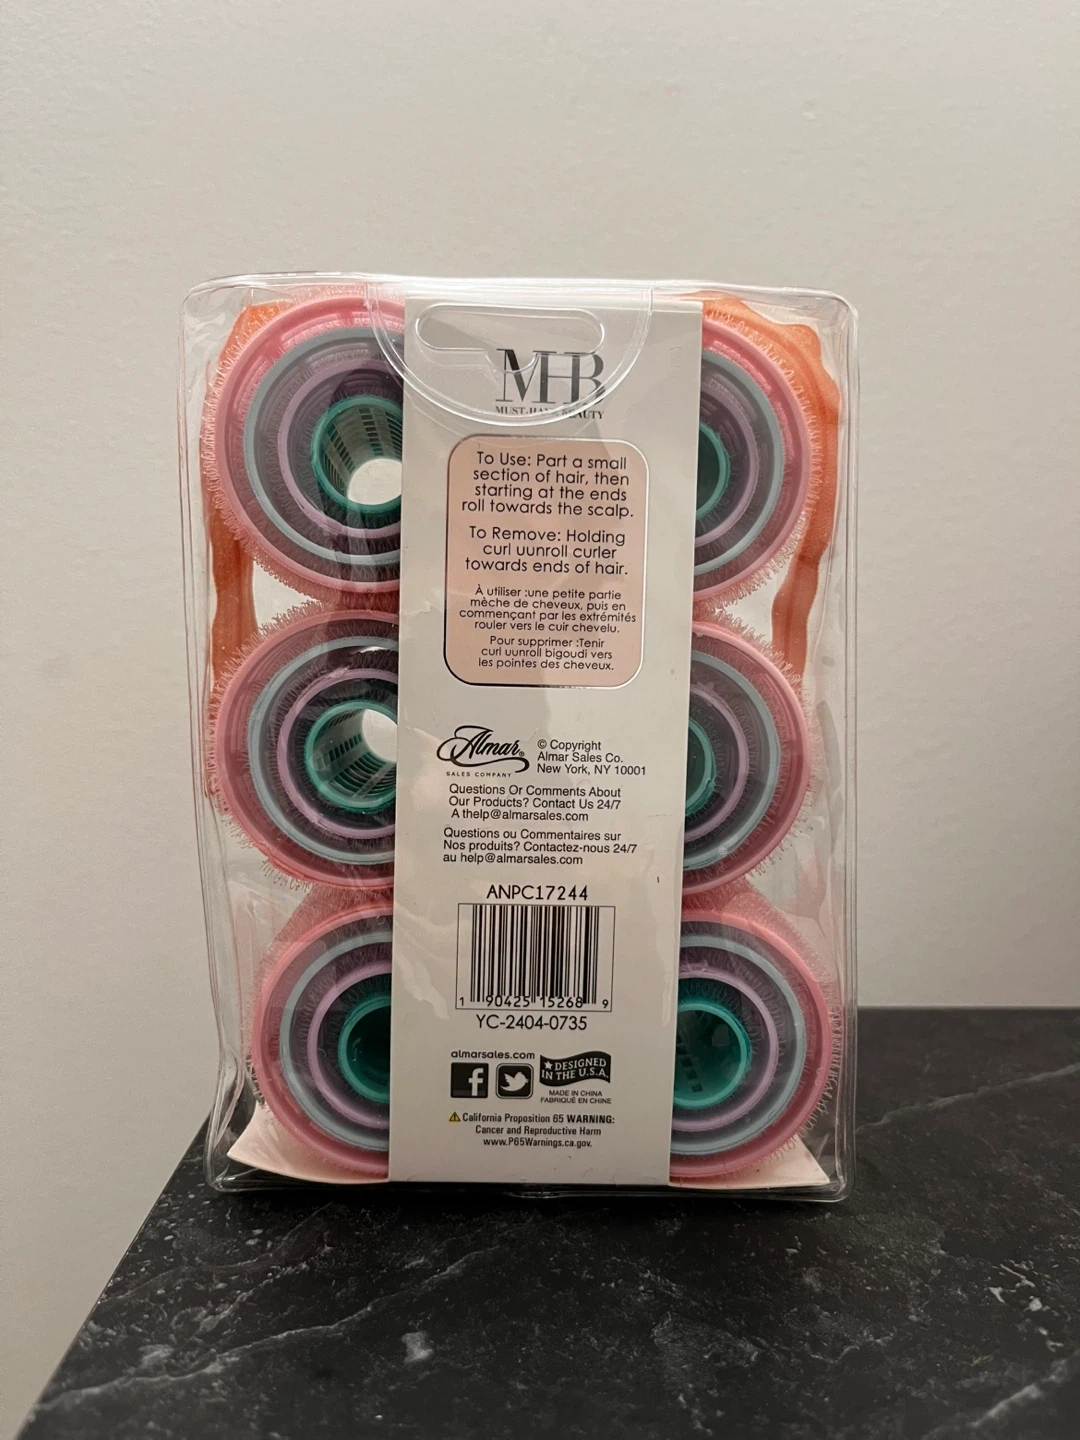 MHB
MUST-HAVE BEAUTY
To Use: Part a small
section of hair, then
starting at the ends
roll towards the scalp.
To Remove: Holding
curl uunroll curler
towards ends of hair.
À utiliser :une petite partie
mèche de cheveux, puis en
commençant par les extrémités
rouler vers le cuir chevelu.
Pour supprimer :Tenir
curl uunroll bigoudi vers
les pointes des cheveux.
Almar®
SALES COMPANY
© Copyright
Almar Sales Co.
New York, NY 10001
Questions Or Comments About
Our Products? Contact Us 24/7
A thelp@almarsales.com
Questions ou Commentaires sur
Nos produits? Contactez-nous 24/7
au help@almarsales.com
ANPC17244
1 90425 15268 9
YC-2404-0735
almarsales.com
f
DESIGNED
IN THE U.S.A.
MADE IN CHINA
FABRIQUÉ EN CHINE
⚠ California Proposition 65 WARNING:
Cancer and Reproductive Harm
www.P65Warnings.ca.gov.